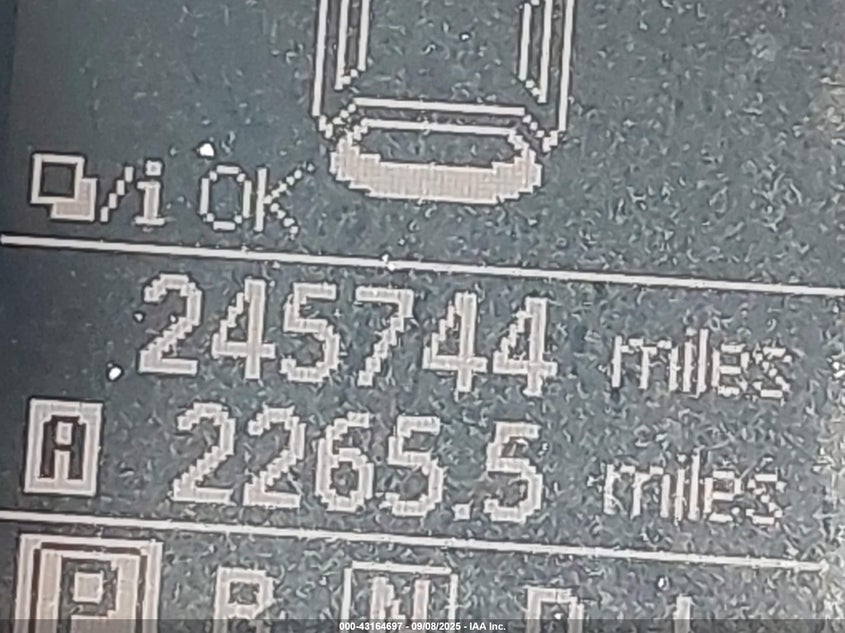 /i OK
245744 miles
A 2265.5 miles
P R N D L
000-43164697 - 09/08/2025 - IAA Inc.